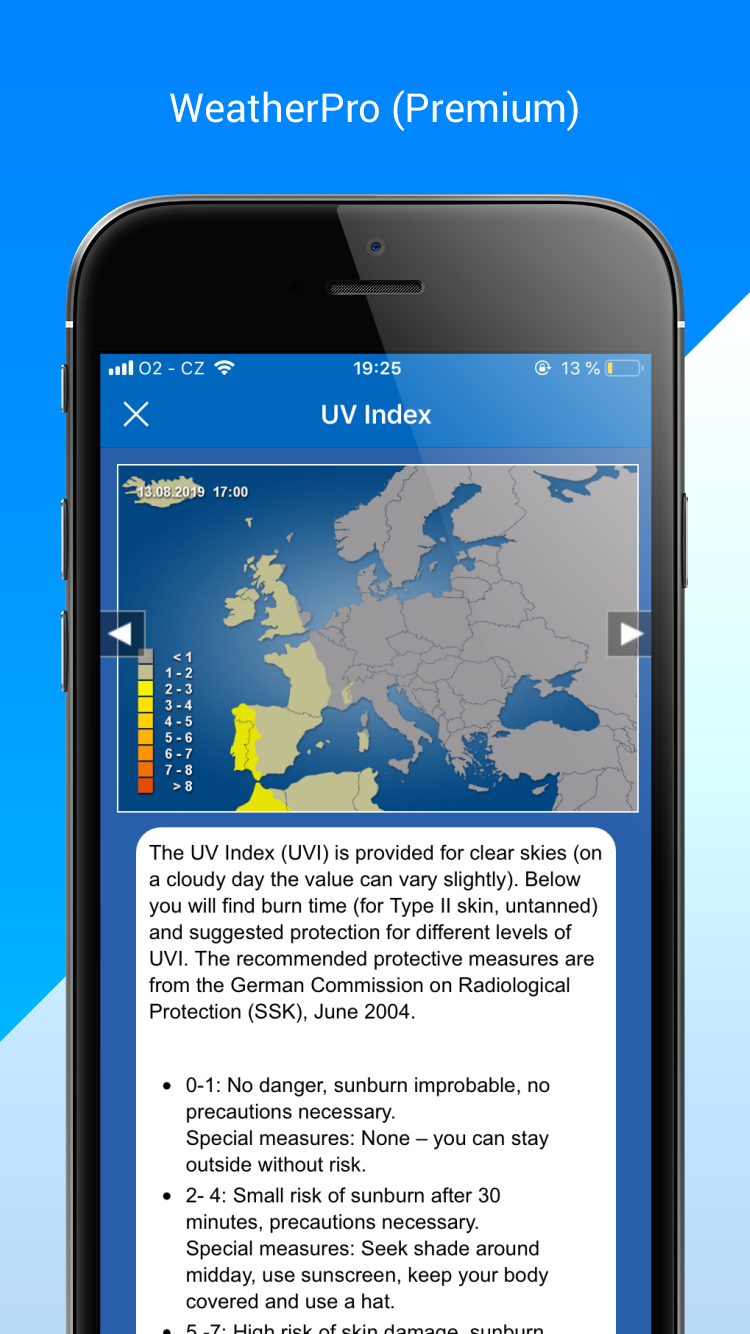 WeatherPro (Premium)
O2 - CZ 19:25 13 %
UV Index
13.08.2019 17:00
< 1
1 - 2
2 - 3
3 - 4
4 - 5
5 - 6
6 - 7
7 - 8
> 8
The UV Index (UVI) is provided for clear skies (on
a cloudy day the value can vary slightly). Below
you will find burn time (for Type II skin, untanned)
and suggested protection for different levels of
UVI. The recommended protective measures are
from the German Commission on Radiological
Protection (SSK), June 2004.
• 0-1: No danger, sunburn improbable, no
precautions necessary.
Special measures: None – you can stay
outside without risk.
• 2- 4: Small risk of sunburn after 30
minutes, precautions necessary.
Special measures: Seek shade around
midday, use sunscreen, keep your body
covered and use a hat.
• 5 -7: High risk of skin damage, sunburn